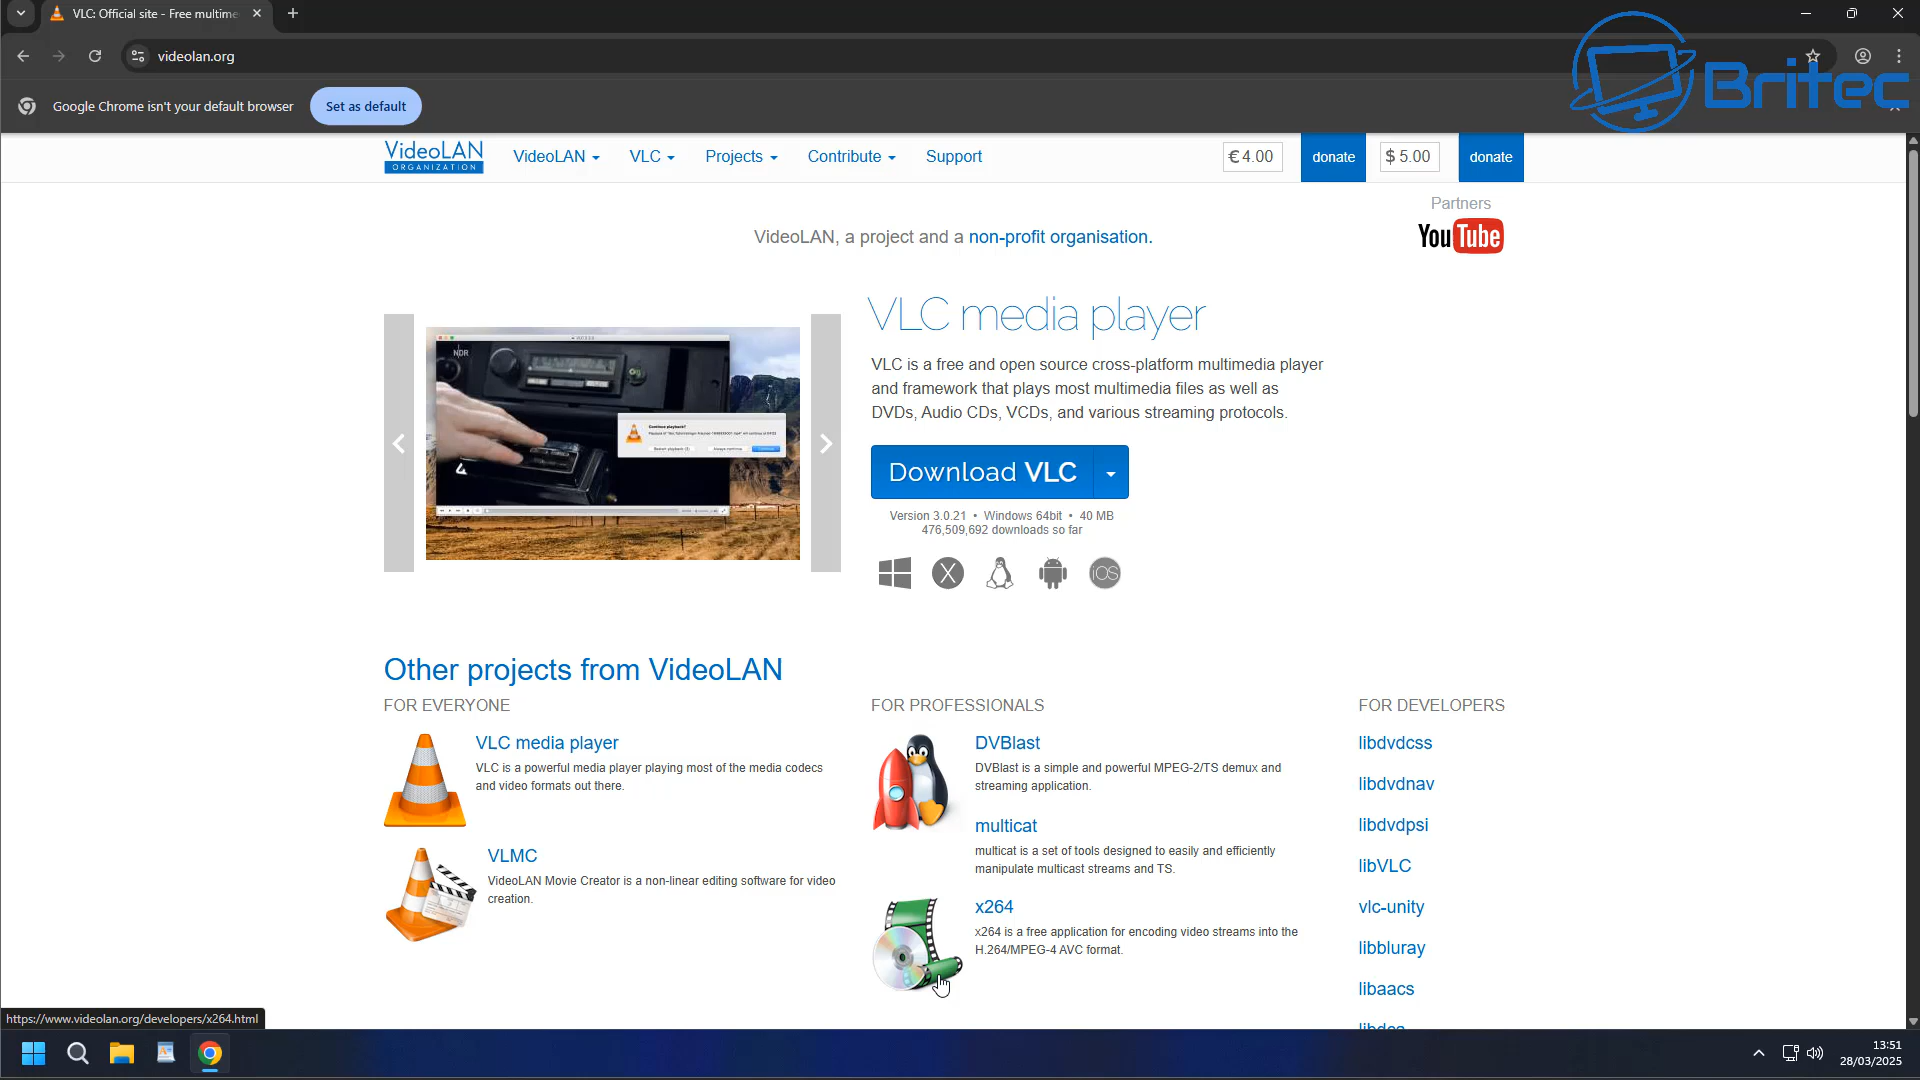 VLC: Official site - Free multime
videolan.org
Britec
Google Chrome isn't your default browser
Set as default
VideoLAN
ORGANIZATION
VideoLAN
VLC
Projects
Contribute
Support
€ 4.00
donate
$ 5.00
donate
Partners
YouTube
VideoLAN, a project and a non-profit organisation.
NDR
Continue playback?
VLC media player
VLC is a free and open source cross-platform multimedia player
and framework that plays most multimedia files as well as
DVDs, Audio CDs, VCDs, and various streaming protocols.
Download VLC
Version 3.0.21 • Windows 64bit • 40 MB
476,509,692 downloads so far
X
iOS
Other projects from VideoLAN
FOR EVERYONE
VLC media player
VLC is a powerful media player playing most of the media codecs
and video formats out there.
VLMC
VideoLAN Movie Creator is a non-linear editing software for video
creation.
FOR PROFESSIONALS
DVBlast
DVBlast is a simple and powerful MPEG-2/TS demux and
streaming application.
multicat
multicat is a set of tools designed to easily and efficiently
manipulate multicast streams and TS.
x264
x264 is a free application for encoding video streams into the
H.264/MPEG-4 AVC format.
FOR DEVELOPERS
libdvdcss
libdvdnav
libdvdpsi
libVLC
vlc-unity
libbluray
libaacs
https://www.videolan.org/developers/x264.html
13:51
28/03/2025